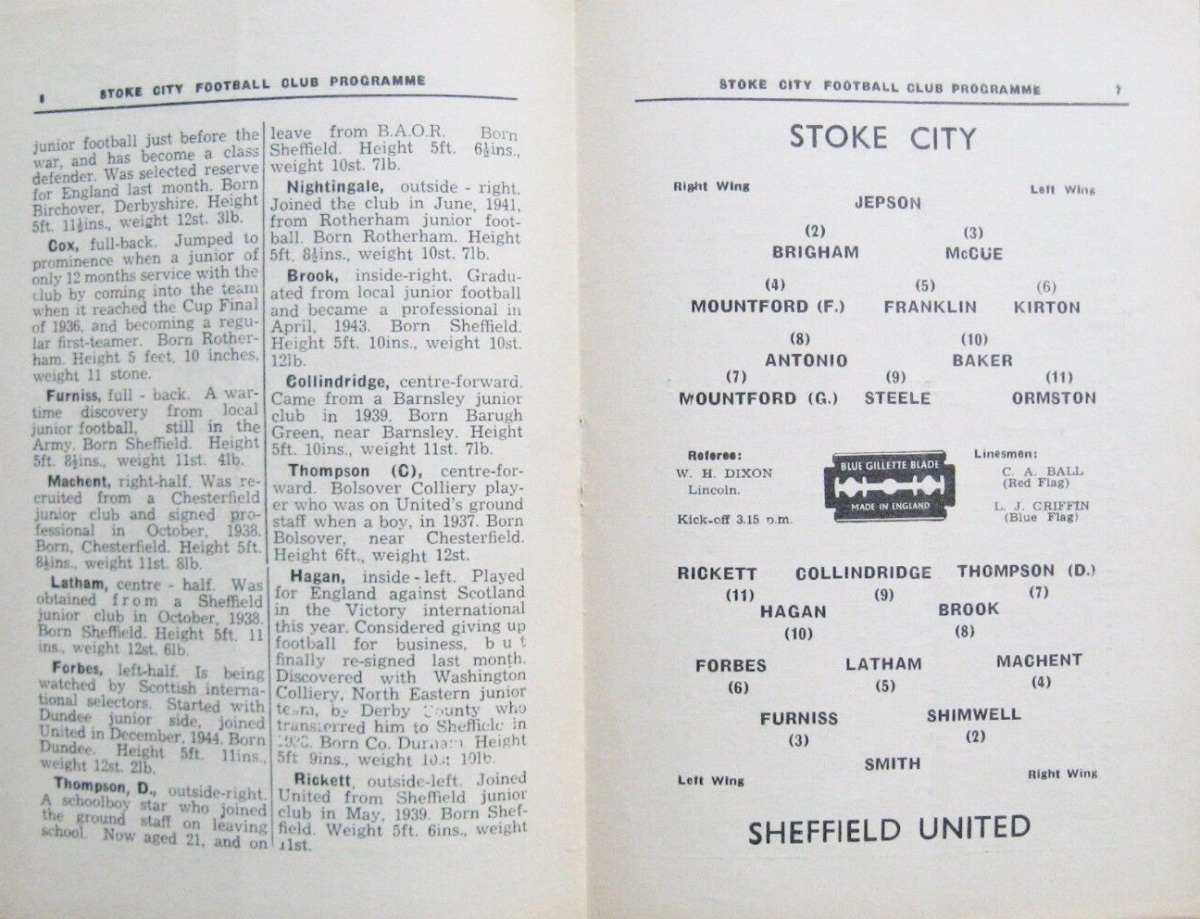 6 STOKE CITY FOOTBALL CLUB PROGRAMME
junior football just before the
war, and has become a class
defender. Was selected reserve
for England last month. Born
Birchover, Derbyshire. Height
5ft. 11½ins., weight 12st. 3lb.
Cox, full-back. Jumped to
prominence when a junior of
only 12 months service with the
club by coming into the team
when it reached the Cup Final
of 1936, and becoming a regu-
lar first-teamer. Born Rother-
ham. Height 5 feet, 10 inches,
weight 11 stone.
Furniss, full - back. A war-
time discovery from local
junior football, still in the
Army. Born Sheffield. Height
5ft. 8½ins., weight 11st. 4lb.
Machent, right-half. Was re-
cruited from a Chesterfield
junior club and signed pro-
fessional in October, 1938.
Born, Chesterfield. Height 5ft.
8½ins., weight 11st. 8lb.
Latham, centre - half. Was
obtained from a Sheffield
junior club in October, 1938.
Born Sheffield. Height 5ft. 11
ins., weight 12st. 6lb.
Forbes, left-half. Is being
watched by Scottish interna-
tional selectors. Started with
Dundee junior side, joined
United in December, 1944. Born
Dundee. Height 5ft. 11ins.,
weight 12st. 2lb.
Thompson, D., outside-right.
A schoolboy star who joined
the ground staff on leaving
school. Now aged 21, and on
leave from B.A.O.R. Born
Sheffield. Height 5ft. 6½ins.,
weight 10st. 7lb.
Nightingale, outside - right.
Joined the club in June, 1941,
from Rotherham junior foot-
ball. Born Rotherham. Height
5ft. 8½ins., weight 10st. 7lb.
Brook, inside-right. Gradu-
ated from local junior football
and became a professional in
April, 1943. Born Sheffield.
Height 5ft. 10ins., weight 10st.
12lb.
Collindridge, centre-forward.
Came from a Barnsley junior
club in 1939. Born Barugh
Green, near Barnsley. Height
5ft. 10ins., weight 11st. 7lb.
Thompson (C), centre-for-
ward. Bolsover Colliery play-
er who was on United's ground
staff when a boy, in 1937. Born
Bolsover, near Chesterfield.
Height 6ft., weight 12st.
Hagan, inside-left. Played
for England against Scotland
in the Victory international
this year. Considered giving up
football for business, but
finally re-signed last month.
Discovered with Washington
Colliery, North Eastern junior
team, by Derby County who
transferred him to Sheffield in
Born Co. Durham. Height
5ft 9ins., weight 10st 10lb.
Rickett, outside-left. Joined
United from Sheffield junior
club in May, 1939. Born Shef-
field. Weight 5ft. 6ins., weight
11st.
STOKE CITY FOOTBALL CLUB PROGRAMME 7
STOKE CITY
Right Wing Left Wing
JEPSON
(2) (3)
BRIGHAM McCUE
(4) (5) (6)
MOUNTFORD (F.) FRANKLIN KIRTON
(8) (10)
ANTONIO BAKER
(7) (9) (11)
MOUNTFORD (G.) STEELE ORMSTON
Referee:
W. H. DIXON
Lincoln.
Kick-off 3.15 p.m.
BLUE GILLETTE BLADE
MADE IN ENGLAND
Linesmen:
C. A. BALL
(Red Flag)
L. J. GRIFFIN
(Blue Flag)
RICKETT COLLINDRIDGE THOMPSON (D.)
(11) (9) (7)
HAGAN BROOK
(10) (8)
FORBES LATHAM MACHENT
(6) (5) (4)
FURNISS SHIMWELL
(3) (2)
SMITH
Left Wing Right Wing
SHEFFIELD UNITED